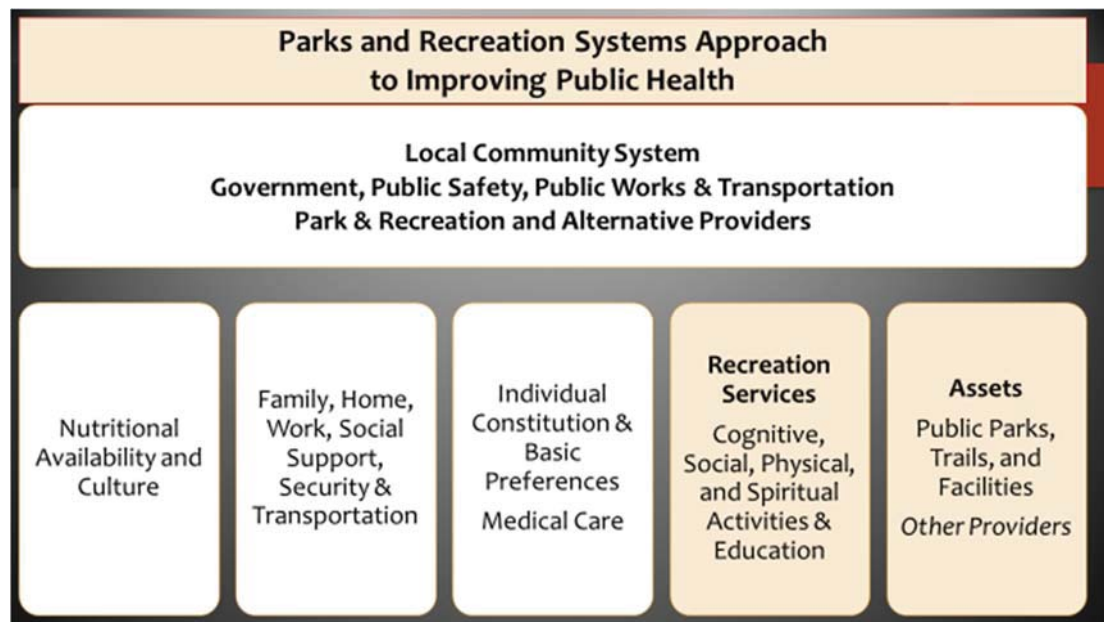 Parks and Recreation Systems Approach
to Improving Public Health
Local Community System
Government, Public Safety, Public Works & Transportation
Park & Recreation and Alternative Providers
Nutritional
Availability and
Culture
Family, Home,
Work, Social
Support,
Security &
Transportation
Individual
Constitution &
Basic
Preferences
Medical Care
Recreation
Services
Cognitive,
Social, Physical,
and Spiritual
Activities &
Education
Assets
Public Parks,
Trails, and
Facilities
Other Providers